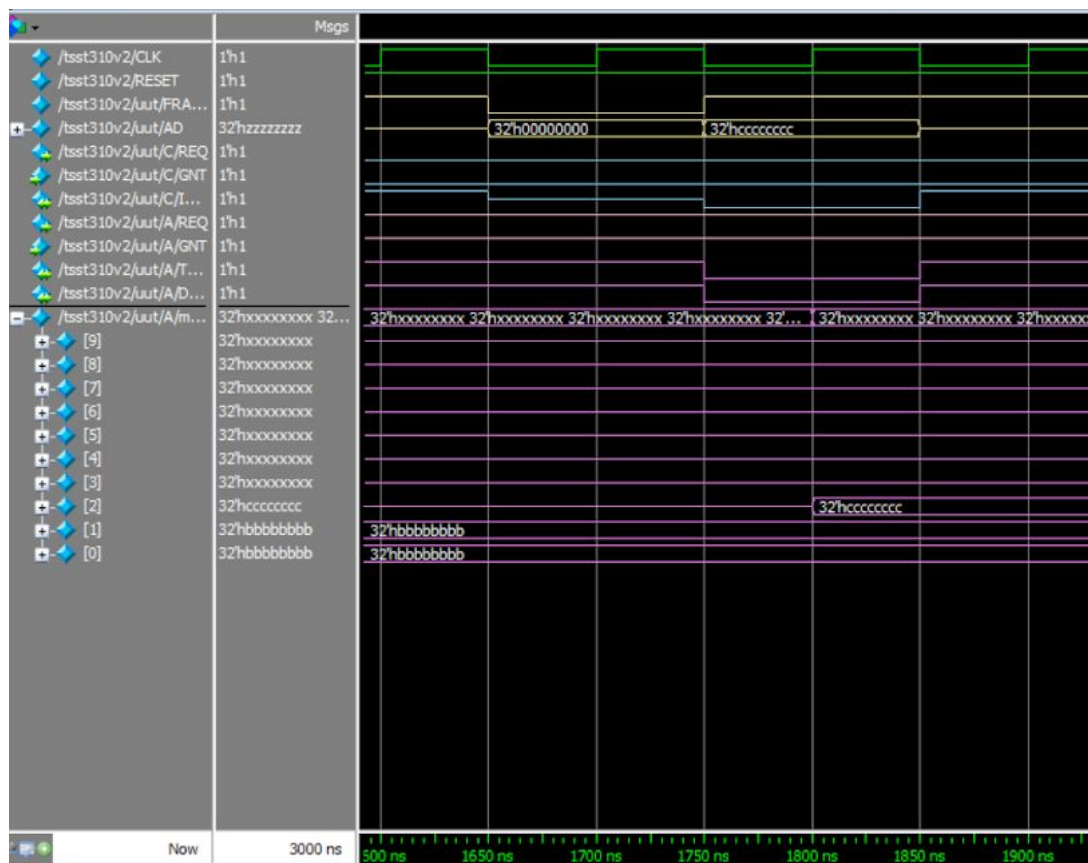 Msgs
/tsst310v2/CLK 1'h1
/tsst310v2/RESET 1'h1
/tsst310v2/uut/FRA... 1'h1
/tsst310v2/uut/AD 32'hzzzzzzzz 32'h00000000 32'hcccccccc
/tsst310v2/uut/C/REQ 1'h1
/tsst310v2/uut/C/GNT 1'h1
/tsst310v2/uut/C/I... 1'h1
/tsst310v2/uut/A/REQ 1'h1
/tsst310v2/uut/A/GNT 1'h1
/tsst310v2/uut/A/T... 1'h1
/tsst310v2/uut/A/D... 1'h1
/tsst310v2/uut/A/m... 32'hxxxxxxxx 32... 32'hxxxxxxxx 32'hxxxxxxxx 32'hxxxxxxxx 32'hxxxxxxxx 32'... 32'hxxxxxxxx 32'hxxxxxxxx 32'hxxxxx
[9] 32'hxxxxxxxx
[8] 32'hxxxxxxxx
[7] 32'hxxxxxxxx
[6] 32'hxxxxxxxx
[5] 32'hxxxxxxxx
[4] 32'hxxxxxxxx
[3] 32'hxxxxxxxx
[2] 32'hcccccccc 32'hcccccccc
[1] 32'hbbbbbbbb 32'hbbbbbbbb
[0] 32'hbbbbbbbb 32'hbbbbbbbb
Now 3000 ns 500 ns 1650 ns 1700 ns 1750 ns 1800 ns 1850 ns 1900 ns